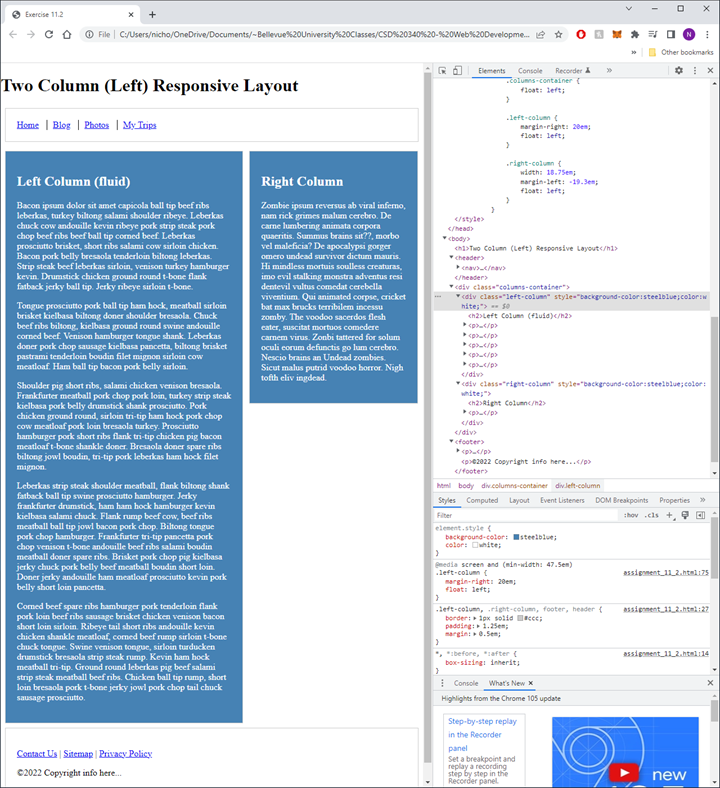 Exercise 11.2
File
C:/Users/nicho/OneDrive/Documents/~Bellevue%20University%20Classes/CSD%20340%20-%20Web%20Developme...
N
» Other bookmarks
Two Column (Left) Responsive Layout
Home | Blog | Photos | My Trips
Left Column (fluid)
Bacon ipsum dolor sit amet capicola ball tip beef ribs
leberkas, turkey biltong salami shoulder ribeye. Leberkas
chuck cow andouille kevin ribeye pork strip steak pork
chop beef ribs beef ball tip corned beef. Leberkas
prosciutto brisket, short ribs salami cow sirloin chicken.
Bacon pork belly bresaola tenderloin biltong leberkas.
Strip steak beef leberkas sirloin, venison turkey hamburger
kevin. Drumstick chicken ground round t-bone flank
fatback jerky ball tip. Jerky ribeye sirloin t-bone.
Tongue prosciutto pork ball tip ham hock, meatball sirloin
brisket kielbasa biltong doner shoulder bresaola. Chuck
beef ribs biltong, kielbasa ground round swine andouille
corned beef. Venison hamburger tongue shank. Leberkas
doner pork chop sausage kielbasa pancetta, biltong brisket
pastrami tenderloin boudin filet mignon sirloin cow
meatloaf. Ham ball tip bacon pork belly sirloin.
Shoulder pig short ribs, salami chicken venison bresaola.
Frankfurter meatball pork chop pork loin, turkey strip steak
kielbasa pork belly drumstick shank prosciutto. Pork
chicken ground round, sirloin tri-tip ham hock pork chop
cow meatloaf pork loin bresaola turkey. Prosciutto
hamburger pork short ribs flank tri-tip chicken pig bacon
meatloaf t-bone shankle doner. Bresaola doner spare ribs
biltong jowl boudin, tri-tip pork leberkas ham hock filet
mignon.
Leberkas strip steak shoulder meatball, flank biltong shank
fatback ball tip swine prosciutto hamburger. Jerky
frankfurter drumstick, ham ham hock hamburger kevin
kielbasa salami chuck. Flank rump beef cow, beef ribs
meatball ball tip jowl bacon pork chop. Biltong tongue
pork chop hamburger. Frankfurter tri-tip pancetta pork
chop venison t-bone andouille beef ribs salami boudin
meatball doner spare ribs. Brisket pork chop pig kielbasa
jerky chuck pork belly beef meatball boudin short loin.
Doner jerky andouille ham meatloaf prosciutto kevin pork
belly short loin pancetta.
Corned beef spare ribs hamburger pork tenderloin flank
pork loin beef ribs sausage brisket chicken venison bacon
short loin sirloin. Ribeye tail short ribs andouille kevin
chicken shankle meatloaf, corned beef rump sirloin t-bone
chuck tongue. Swine venison tongue, sirloin turducken
drumstick bresaola strip steak rump. Kevin ham hock
meatball tri-tip. Ground round leberkas pig beef salami
strip steak meatball beef ribs. Chicken ball tip rump, short
loin bresaola pork t-bone jerky jowl pork chop tail chuck
sausage prosciutto.
Right Column
Zombie ipsum reversus ab viral inferno,
nam rick grimes malum cerebro. De
carne lumbering animata corpora
quaeritis. Summus brains sit​​, morbo
vel maleficia? De apocalypsi gorger
omero undead survivor dictum mauris.
Hi mindless mortuis soulless creaturas,
imo evil stalking monstra adventus resi
dentevil vultus comedat cerebella
viventium. Qui animated corpse, cricket
bat max brucks terribilem incessu
zomby. The voodoo sacerdos flesh
eater, suscitat mortuos comedere
carnem virus. Zonbi tattered for solum
oculi eorum defunctis go lum cerebro.
Nescio brains an Undead zombies.
Sicut malus putrid voodoo horror. Nigh
tofth eliv ingdead.
Contact Us | Sitemap | Privacy Policy
©2022 Copyright info here...
Elements Console Recorder »
.columns-container {
float: left;
}
.left-column {
margin-right: 20em;
float: left;
}
.right-column {
width: 18.75em;
margin-left: -19.3em;
float: left;
}
}
</style>
</head>
<body>
<h1>Two Column (Left) Responsive Layout</h1>
<header>
<nav>…</nav>
</header>
<div class="columns-container">
<div class="left-column" style="background-color:steelblue;color:w
hite;"> == $0
<h2>Left Column (fluid)</h2>
<p>…</p>
<p>…</p>
<p>…</p>
<p>…</p>
<p>…</p>
</div>
<div class="right-column" style="background-color:steelblue;color:
white;">
<h2>Right Column</h2>
<p>…</p>
</div>
</div>
<footer>
<p>…</p>
<p>©2022 Copyright info here...</p>
</footer>
html body div.columns-container div.left-column
Styles Computed Layout Event Listeners DOM Breakpoints Properties »
Filter :hov .cls +
element.style {
background-color: steelblue;
color: white;
}
@media screen and (min-width: 47.5em)
.left-column { assignment_11_2.html:75
margin-right: 20em;
float: left;
}
.left-column, .right-column, footer, header { assignment_11_2.html:27
border: 1px solid #ccc;
padding: 1.25em;
margin: 0.5em;
}
*, *:before, *:after { assignment_11_2.html:14
box-sizing: inherit;
}
Console What's New
Highlights from the Chrome 105 update
Step-by-step replay
in the Recorder
panel
Set a breakpoint and
replay a recording
step by step in the
Recorder panel.
new